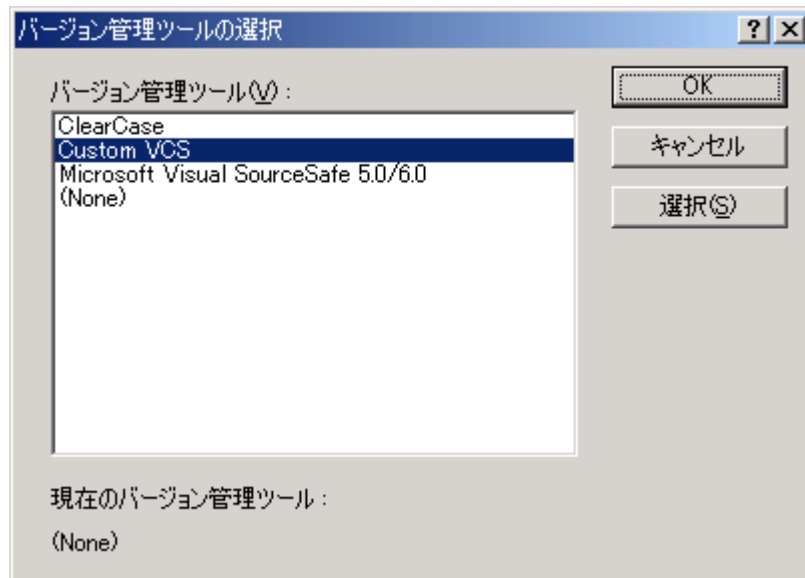 バージョン管理ツールの選択
バージョン管理ツール(V) :
ClearCase
Custom VCS
Microsoft Visual SourceSafe 5.0/6.0
(None)
OK
キャンセル
選択(S)
現在のバージョン管理ツール :
(None)